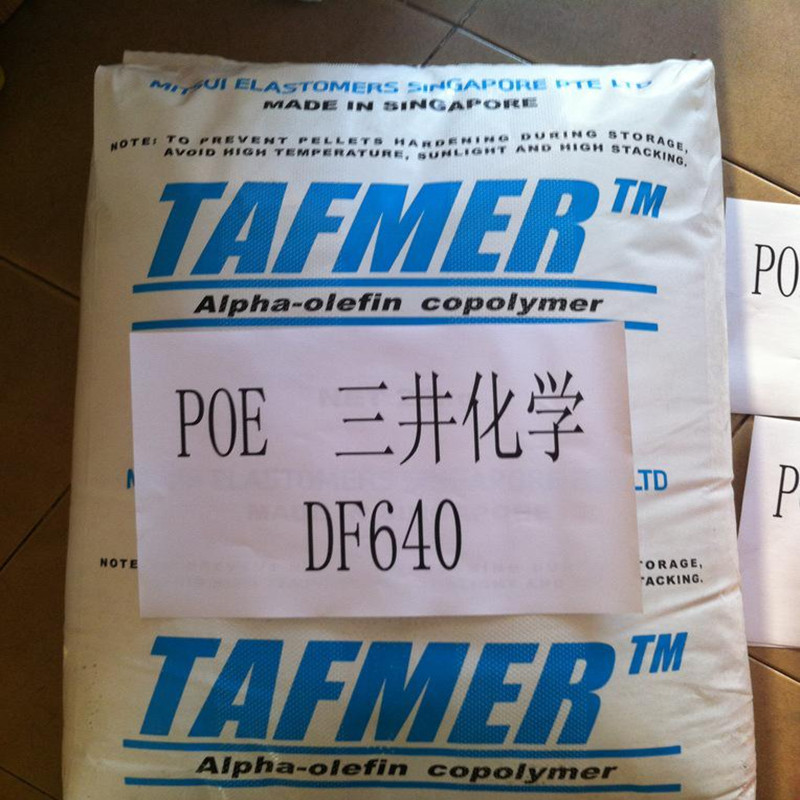 MITSUI ELASTOMERS SINGAPORE PTE LTD
MADE IN SINGAPORE
NOTE: TO PREVENT PELLETS HARDENING DURING STORAGE,
AVOID HIGH TEMPERATURE, SUNLIGHT AND HIGH STACKING.
TAFMER™
Alpha-olefin copolymer
POE 三井化学
DF640
LTD
NOTE
STACKING.
TAFMER™
Alpha-olefin copolymer
PO
P